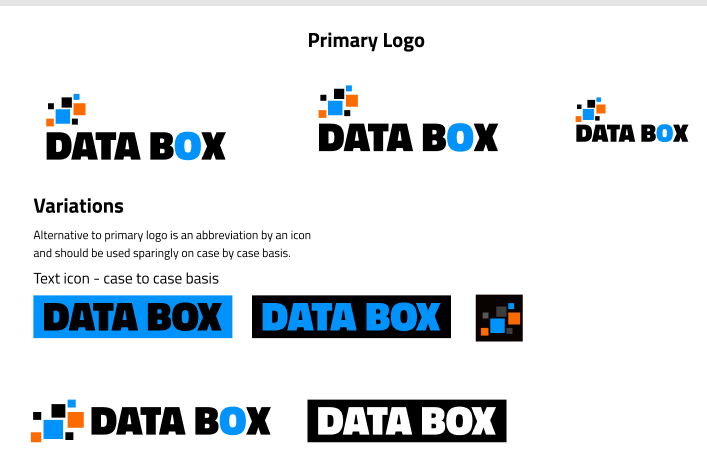 Primary Logo
DATA BOX
DATA BOX
DATA BOX
Variations
Alternative to primary logo is an abbreviation by an icon
and should be used sparingly on case by case basis.
Text icon - case to case basis
DATA BOX
DATA BOX
DATA BOX
DATA BOX